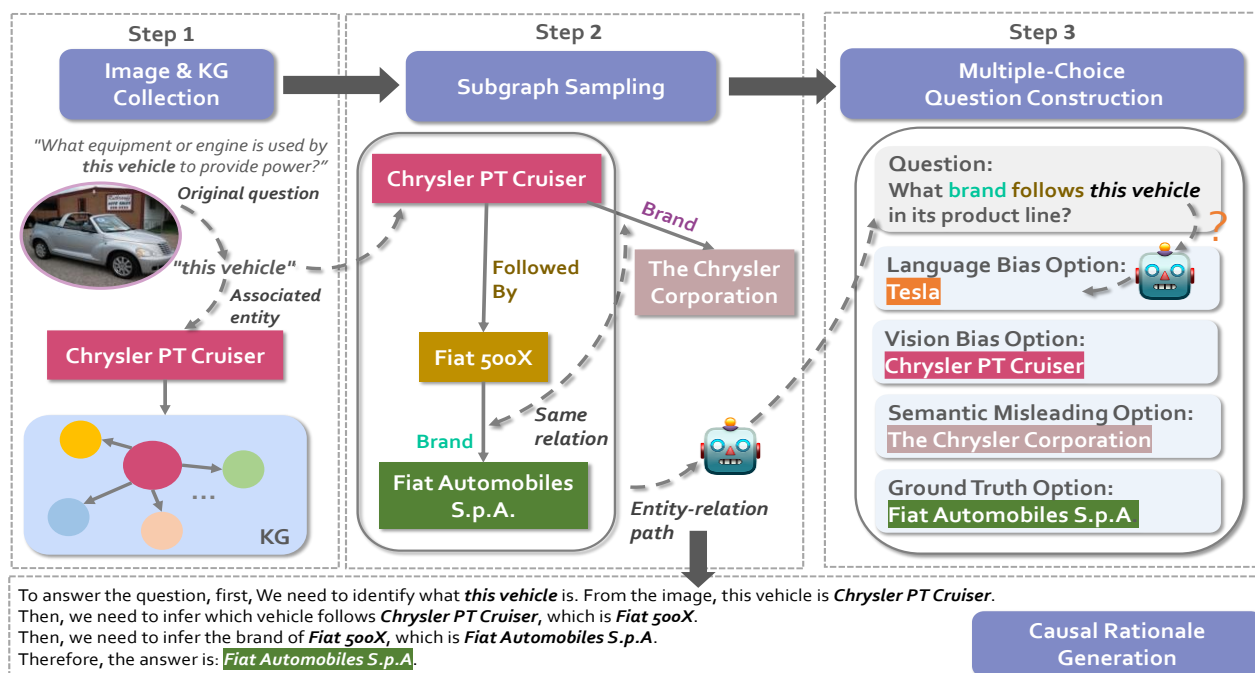 Step 1
Image & KG
Collection
"What equipment or engine is used by
this vehicle to provide power?”
Original question
"this vehicle"
Associated
entity
Chrysler PT Cruiser
...
KG
Step 2
Subgraph Sampling
Chrysler PT Cruiser
Brand
The Chrysler
Corporation
Followed
By
Fiat 500X
Same
relation
Brand
Fiat Automobiles
S.p.A.
Entity-relation
path
Step 3
Multiple-Choice
Question Construction
Question:
What brand follows this vehicle
in its product line?
?
Language Bias Option:
Tesla
Vision Bias Option:
Chrysler PT Cruiser
Semantic Misleading Option:
The Chrysler Corporation
Ground Truth Option:
Fiat Automobiles S.p.A
To answer the question, first, We need to identify what this vehicle is. From the image, this vehicle is Chrysler PT Cruiser.
Then, we need to infer which vehicle follows Chrysler PT Cruiser, which is Fiat 500X.
Then, we need to infer the brand of Fiat 500X, which is Fiat Automobiles S.p.A.
Therefore, the answer is: Fiat Automobiles S.p.A.
Causal Rationale
Generation